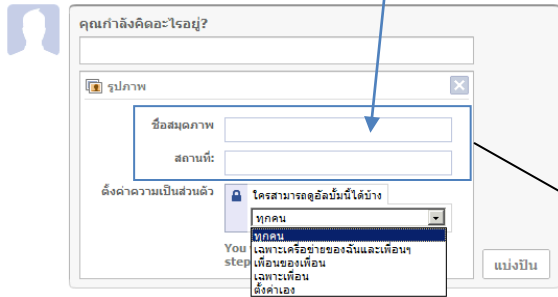 คุณกำลังคิดอะไรอยู่?
รูปภาพ
ชื่อสมุดภาพ
สถานที่:
ตั้งค่าความเป็นส่วนตัว
ใครสามารถดูอัลบั้มนี้ได้บ้าง
ทุกคน
ทุกคน
เฉพาะเครือข่ายของฉันและเพื่อนๆ
เพื่อนของเพื่อน
เฉพาะเพื่อน
ตั้งค่าเอง
You
step
แบ่งปัน